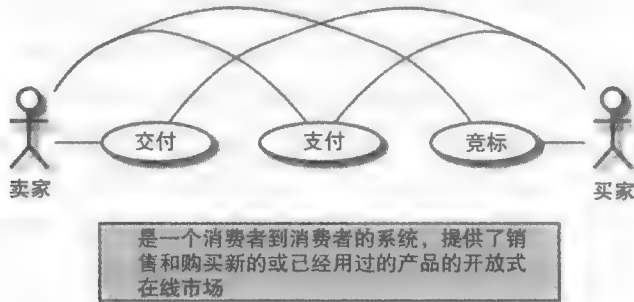 交付
支付
竞标
卖家
买家
是一个消费者到消费者的系统，提供了销
售和购买新的或已经用过的产品的开放式
在线市场